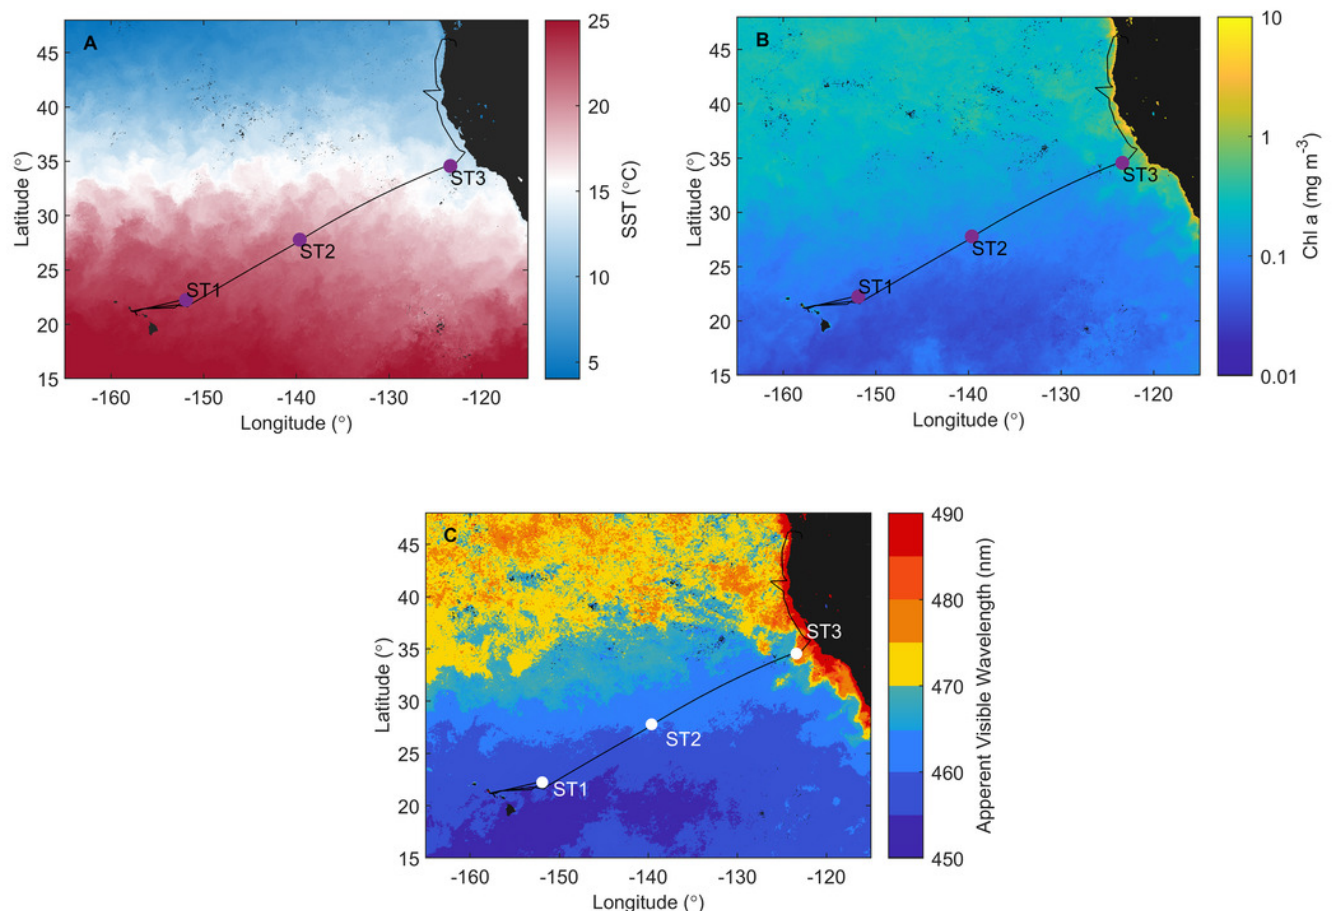 A
ST3
ST2
ST1
45
40
35
30
25
20
15
Latitude (°)
-160
-150
-140
-130
-120
Longitude (°)
25
20
15
10
5
SST (°C)
B
ST3
ST2
ST1
45
40
35
30
25
20
15
Latitude (°)
-160
-150
-140
-130
-120
Longitude (°)
10
1
0.1
0.01
Chl a (mg m-3)
C
ST3
ST2
ST1
45
40
35
30
25
20
15
Latitude (°)
-160
-150
-140
-130
-120
Longitude (°)
490
480
470
460
450
Apperent Visible Wavelength (nm)